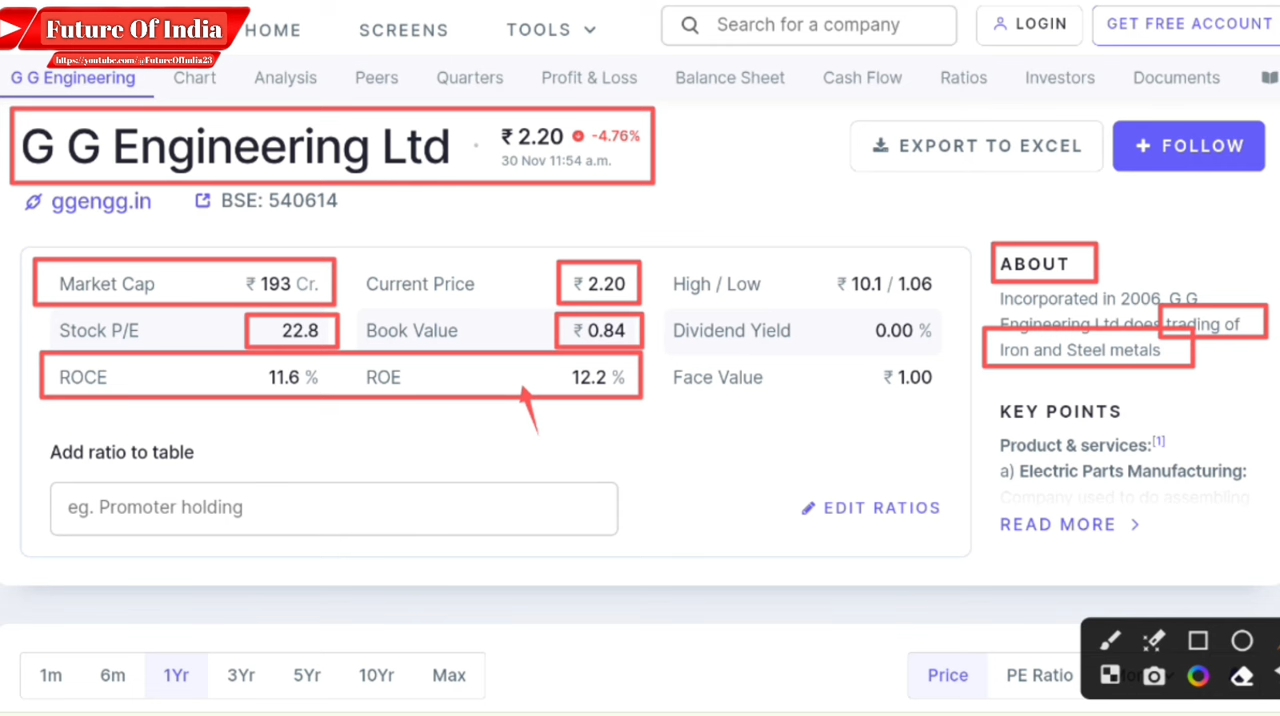 Future Of India
https://youtube.com/@FutureOfIndia23
HOME SCREENS TOOLS Search for a company LOGIN GET FREE ACCOUNT
G G Engineering Chart Analysis Peers Quarters Profit & Loss Balance Sheet Cash Flow Ratios Investors Documents
G G Engineering Ltd ₹ 2.20 -4.76%
30 Nov 11:54 a.m.
EXPORT TO EXCEL + FOLLOW
ggengg.in BSE: 540614
Market Cap ₹ 193 Cr. Current Price ₹ 2.20 High / Low ₹ 10.1 / 1.06
Stock P/E 22.8 Book Value ₹ 0.84 Dividend Yield 0.00 %
ROCE 11.6 % ROE 12.2 % Face Value ₹ 1.00
Add ratio to table
eg. Promoter holding
EDIT RATIOS
ABOUT
Incorporated in 2006, G G
Engineering Ltd does trading of
Iron and Steel metals
KEY POINTS
Product & services:[1]
a) Electric Parts Manufacturing:
Company used to do assembling
READ MORE
1m 6m 1Yr 3Yr 5Yr 10Yr Max
Price PE Ratio